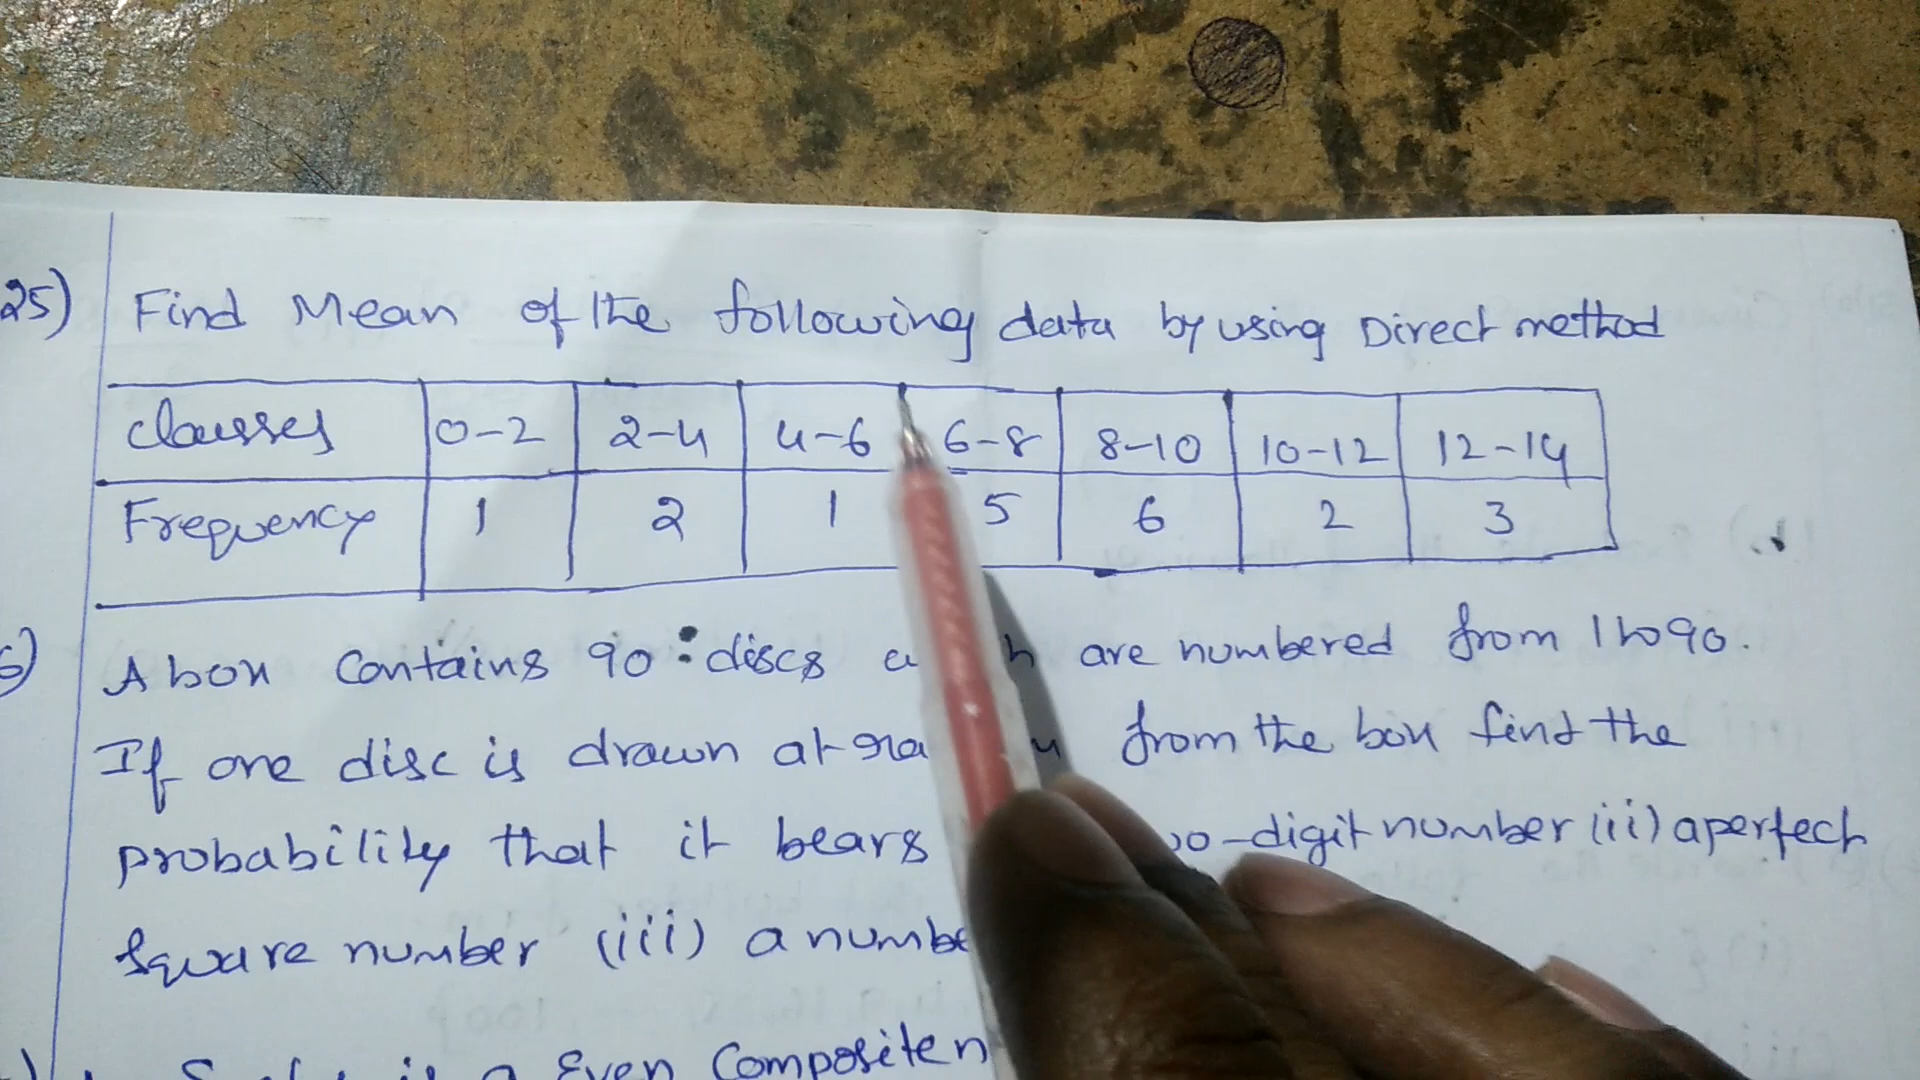 25) Find Mean of the following data by using Direct method
classes 0-2 2-4 4-6 6-8 8-10 10-12 12-14
Frequency 1 2 1 5 6 2 3
A box contains 90 discs are numbered from 1 to 90.
If one disc is drawn at from the box find the
probability that it bears -digit number (ii) a perfect
square number (iii) a
is a Even